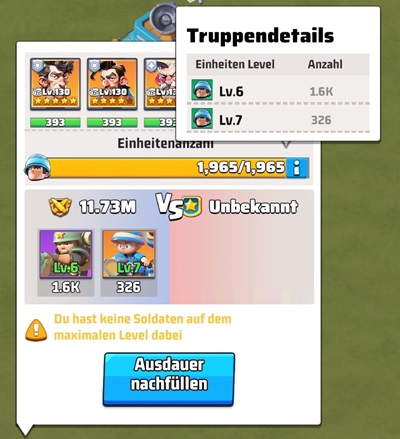 Truppendetails
Einheiten Level Anzahl
Lv.6 1.6K
Lv.7 326
Lv.130 Lv.130 Lv.130
393 393
Einheitenanzahl
1,965/1,965
11.73M VS Unbekannt
Lv.6 Lv.7
1.6K 326
Du hast keine Soldaten auf dem
maximalen Level dabei
Ausdauer
nachfüllen